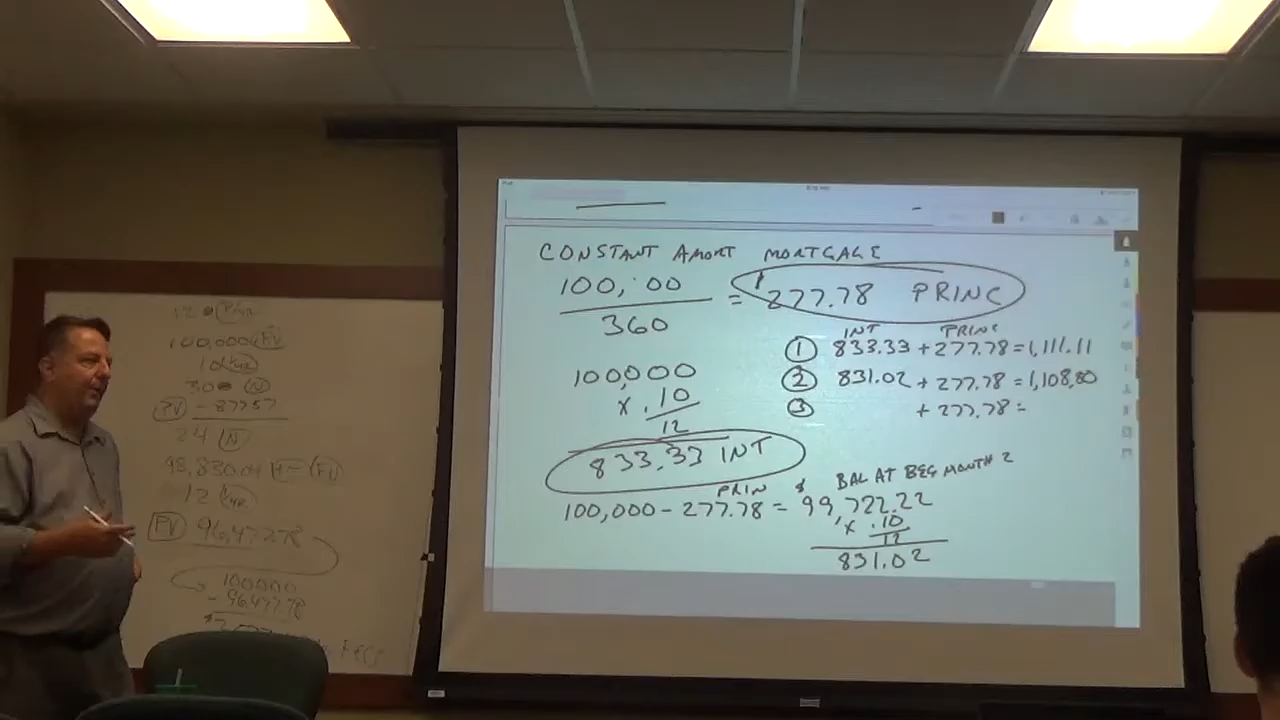 100,000 FV
24 N
98,830.04
12
PV 96,477.78
100000
- 96,477.78
CONSTANT AMORT MORTGAGE
100,000
360
= $277.78 PRINC
INT PRINC
① 833.33 + 277.78 = 1,111.11
② 831.02 + 277.78 = 1,108.80
③ + 277.78 =
100,000
x .10
12
833.33 INT
BAL AT BEG MONTH # 2
PRIN
100,000 - 277.78 = $99,722.22
x .10
12
831.02